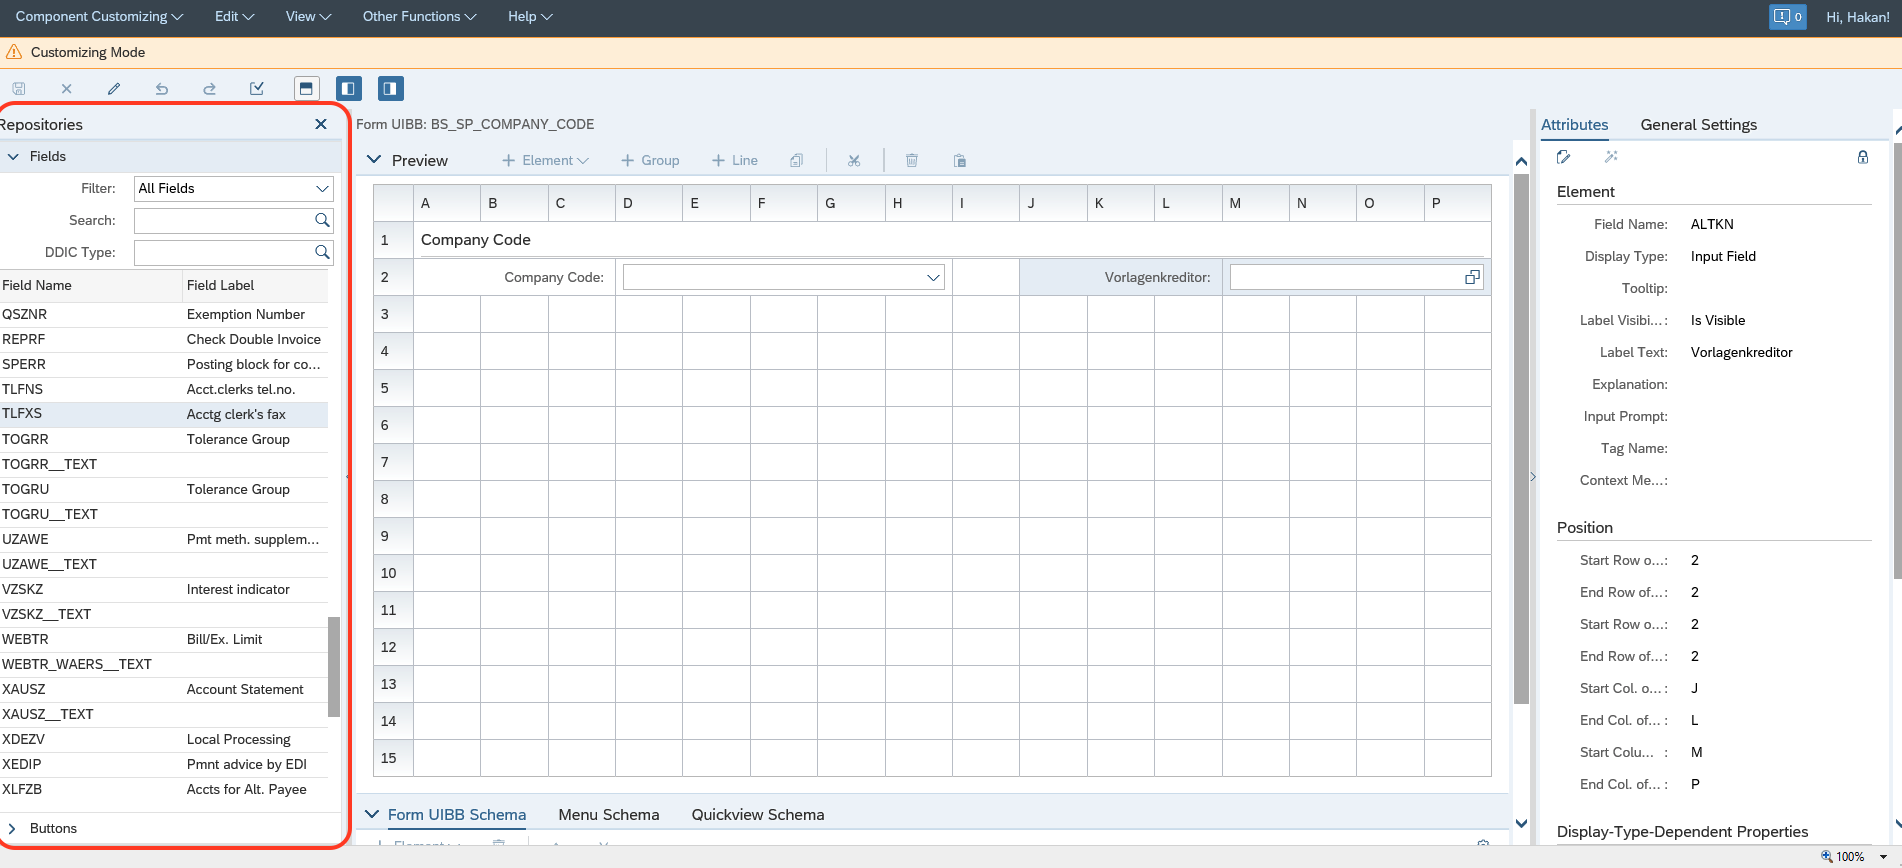 Component Customizing Edit View Other Functions Help 0 Hi, Hakan!
Customizing Mode
Repositories
Fields
Filter: All Fields
Search:
DDIC Type:
Field Name Field Label
QSZNR Exemption Number
REPRF Check Double Invoice
SPERR Posting block for co...
TLFNS Acct.clerks tel.no.
TLFXS Acctg clerk's fax
TOGRR Tolerance Group
TOGRR__TEXT
TOGRU Tolerance Group
TOGRU__TEXT
UZAWE Pmt meth. supplem...
UZAWE__TEXT
VZSKZ Interest indicator
VZSKZ__TEXT
WEBTR Bill/Ex. Limit
WEBTR_WAERS__TEXT
XAUSZ Account Statement
XAUSZ__TEXT
XDEZV Local Processing
XEDIP Pmnt advice by EDI
XLFZB Accts for Alt. Payee
Buttons
Form UIBB: BS_SP_COMPANY_CODE
Preview Element Group Line
A B C D E F G H I J K L M N O P
1 Company Code
2 Company Code: Vorlagenkreditor:
3
4
5
6
7
8
9
10
11
12
13
14
15
Form UIBB Schema Menu Schema Quickview Schema
Attributes General Settings
Element
Field Name: ALTKN
Display Type: Input Field
Tooltip:
Label Visibi...: Is Visible
Label Text: Vorlagenkreditor
Explanation:
Input Prompt:
Tag Name:
Context Me...:
Position
Start Row o...: 2
End Row of...: 2
Start Row o...: 2
End Row of...: 2
Start Col. o...: J
End Col. of...: L
Start Colu... : M
End Col. of...: P
Display-Type-Dependent Properties
100%